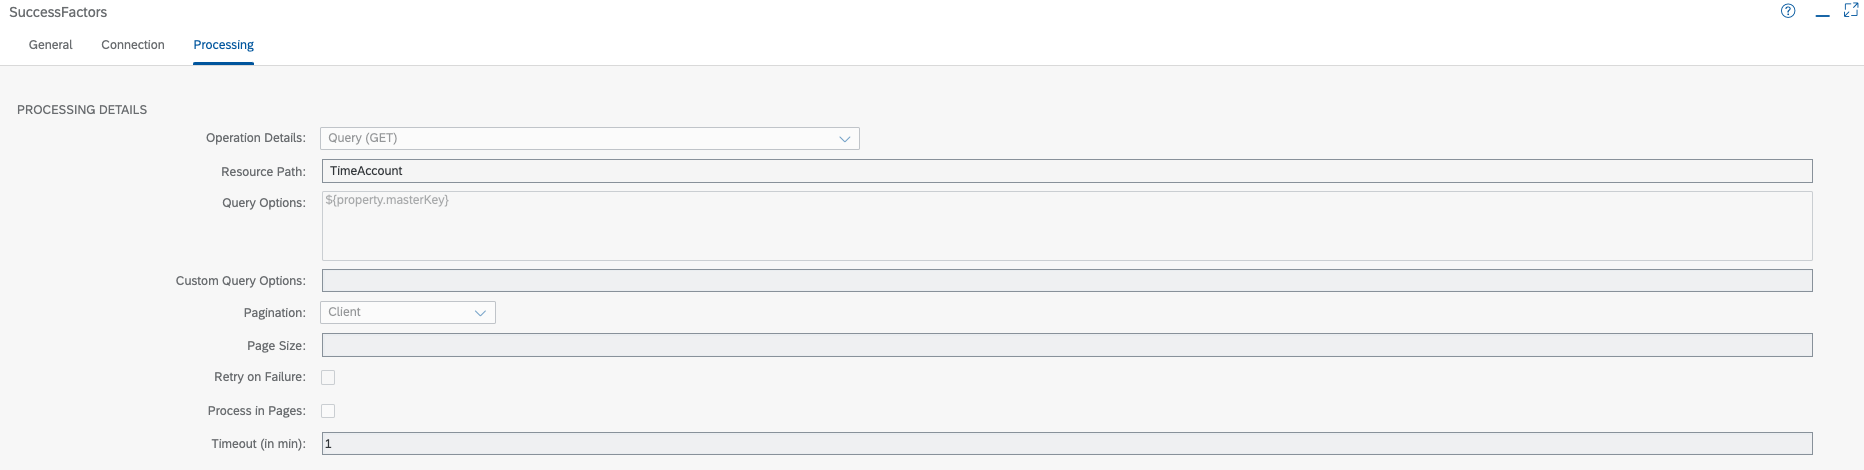 SuccessFactors
General Connection Processing
PROCESSING DETAILS
Operation Details: Query (GET)
Resource Path: TimeAccount
Query Options: ${property.masterKey}
Custom Query Options:
Pagination: Client
Page Size:
Retry on Failure:
Process in Pages:
Timeout (in min): 1